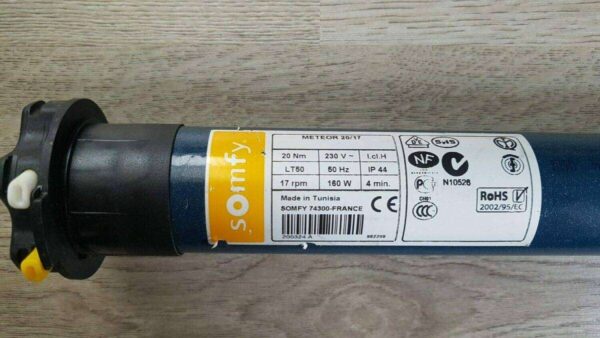 somfy
METEOR 20/17
20 Nm 230 V ~ I.cl.H
LT50 50 Hz IP 44
17 rpm 160 W 4 min.
Made in Tunisia
SOMFY 74300-FRANCE
CE
NF
N10526
CCC
RoHS
2002/95/EC